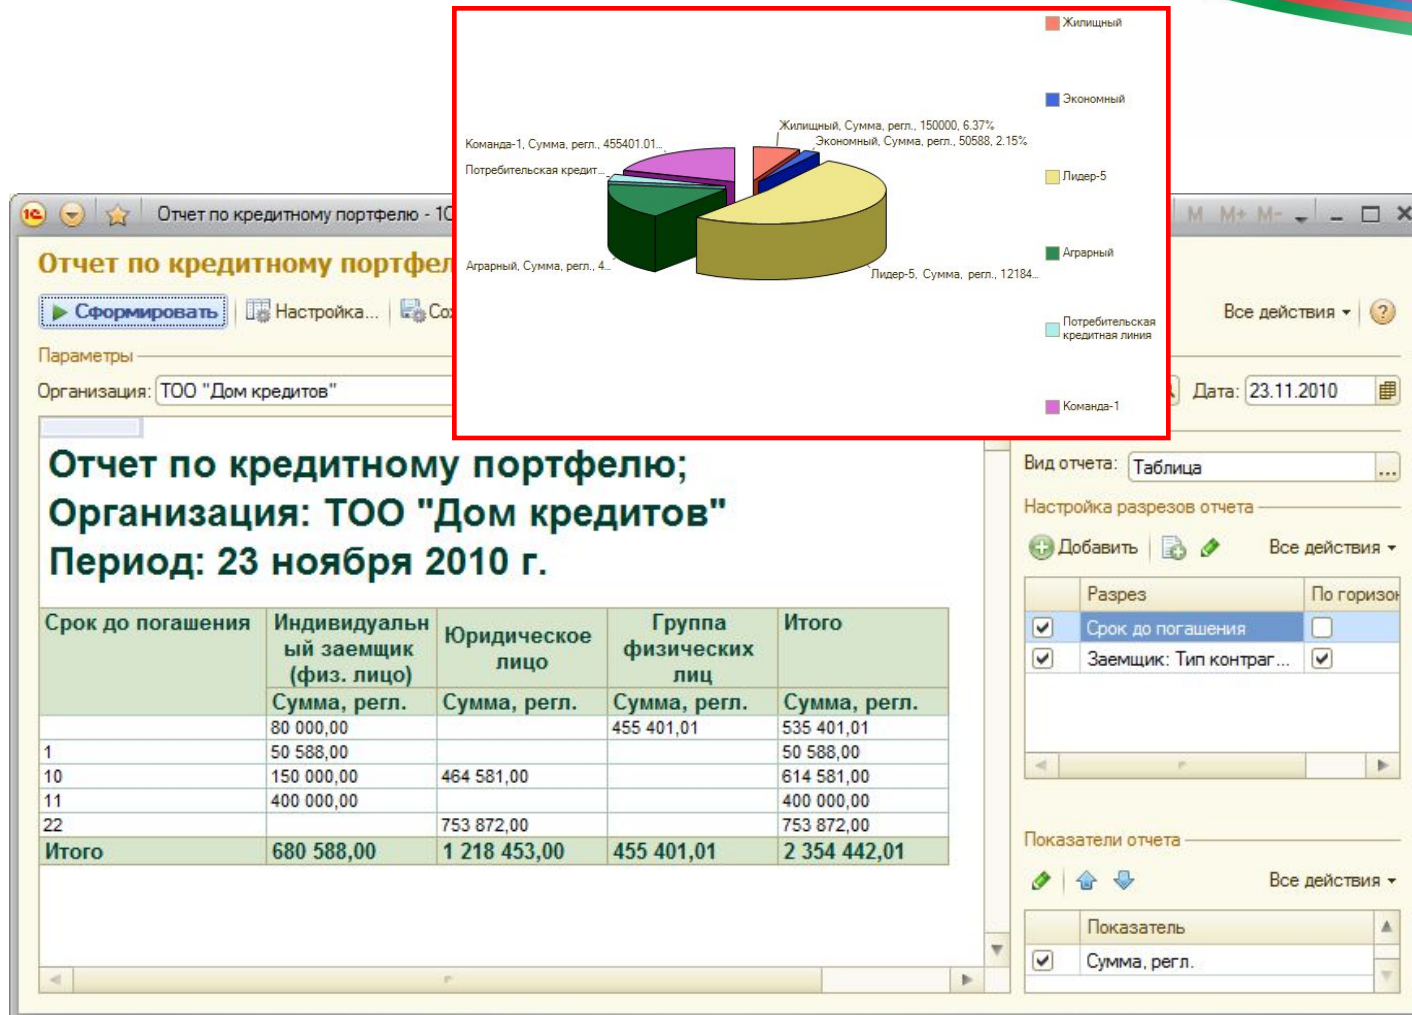 Жилищный
Экономный
Лидер-5
Аграрный
Потребительская
кредитная линия
Команда-1
Жилищный, Сумма, регл., 150000, 6.37%
Экономный, Сумма, регл., 50588, 2.15%
Команда-1, Сумма, регл., 455401.01...
Потребительская кредит...
Аграрный, Сумма, регл., 4...
Лидер-5, Сумма, регл., 12184...
1С Отчет по кредитному портфелю - 1С
M M+ M-
Отчет по кредитному портфел
Сформировать Настройка... Сох
Все действия ?
Параметры
Организация: ТОО "Дом кредитов"
Дата: 23.11.2010
Отчет по кредитному портфелю;
Организация: ТОО "Дом кредитов"
Период: 23 ноября 2010 г.
Срок до погашения Индивидуальн Юридическое Группа Итого
ый заемщик лицо физических
(физ. лицо) лиц
Сумма, регл. Сумма, регл. Сумма, регл. Сумма, регл.
80 000,00 455 401,01 535 401,01
1 50 588,00 50 588,00
10 150 000,00 464 581,00 614 581,00
11 400 000,00 400 000,00
22 753 872,00 753 872,00
Итого 680 588,00 1 218 453,00 455 401,01 2 354 442,01
Вид отчета: Таблица ...
Настройка разрезов отчета
Добавить Все действия
Разрез По горизон
Срок до погашения
Заемщик: Тип контраг...
Показатели отчета
Все действия
Показатель
Сумма, регл.